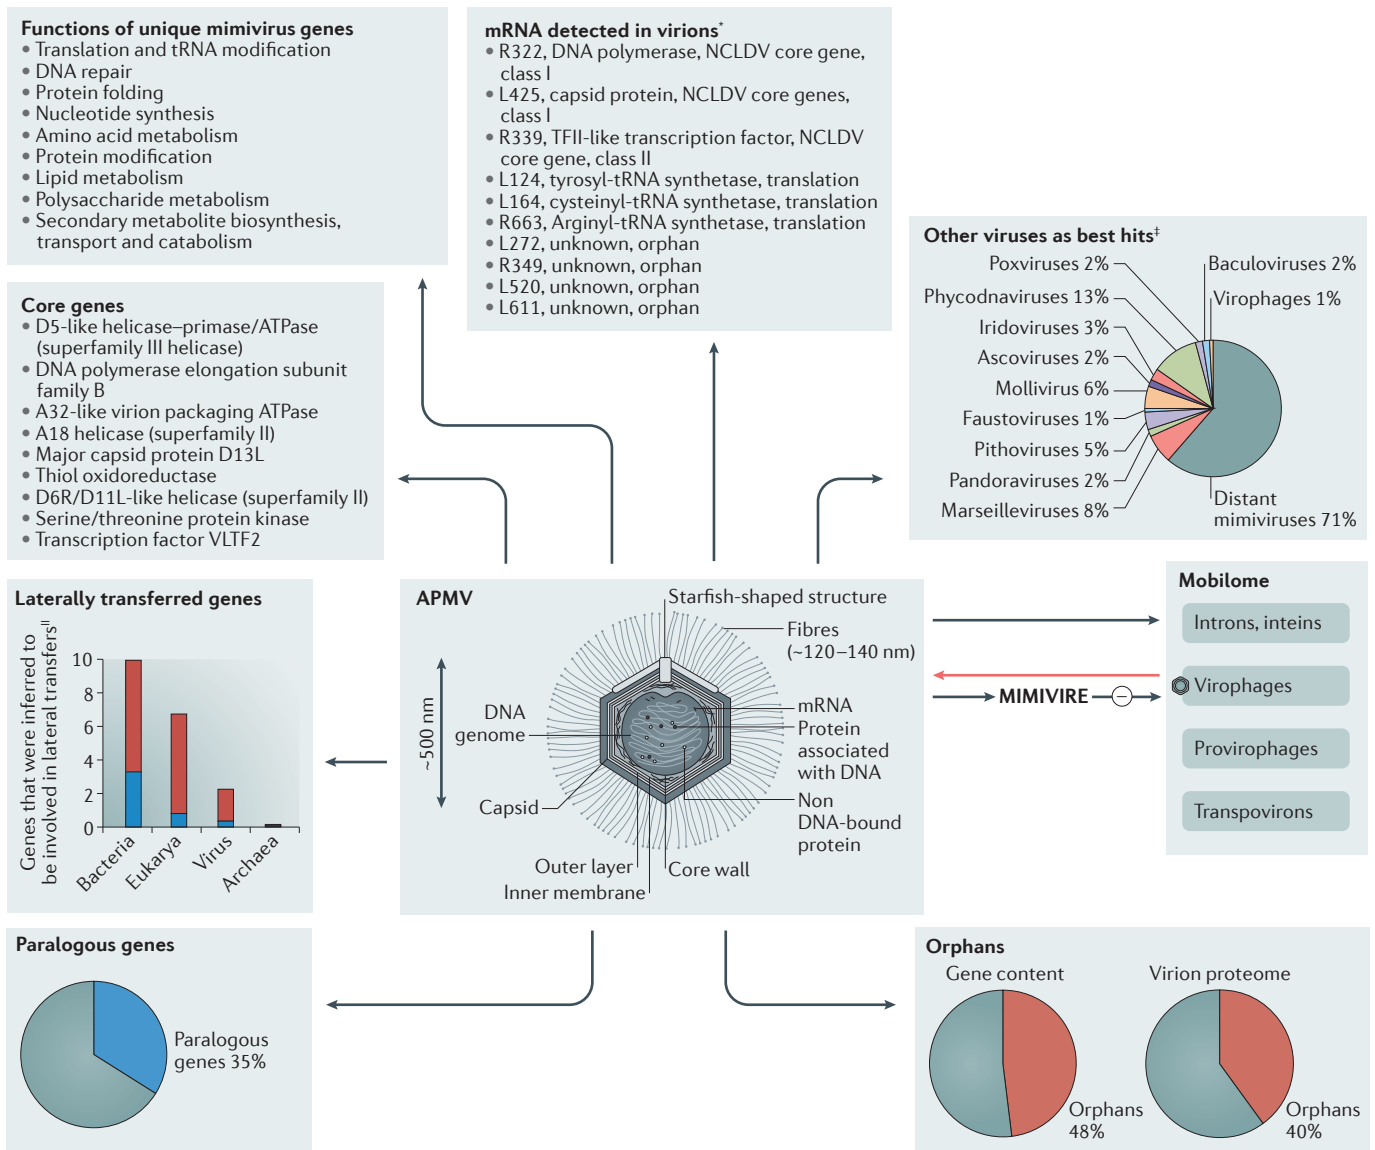 Functions of unique mimivirus genes
• Translation and tRNA modification
• DNA repair
• Protein folding
• Nucleotide synthesis
• Amino acid metabolism
• Protein modification
• Lipid metabolism
• Polysaccharide metabolism
• Secondary metabolite biosynthesis,
transport and catabolism
mRNA detected in virions*
• R322, DNA polymerase, NCLDV core gene,
class I
• L425, capsid protein, NCLDV core genes,
class I
• R339, TFII-like transcription factor, NCLDV
core gene, class II
• L124, tyrosyl-tRNA synthetase, translation
• L164, cysteinyl-tRNA synthetase, translation
• R663, Arginyl-tRNA synthetase, translation
• L272, unknown, orphan
• R349, unknown, orphan
• L520, unknown, orphan
• L611, unknown, orphan
Other viruses as best hits‡
Poxviruses 2%
Phycodnaviruses 13%
Iridoviruses 3%
Ascoviruses 2%
Mollivirus 6%
Faustoviruses 1%
Pithoviruses 5%
Pandoraviruses 2%
Marseilleviruses 8%
Baculoviruses 2%
Virophages 1%
Distant
mimiviruses 71%
Core genes
• D5-like helicase–primase/ATPase
(superfamily III helicase)
• DNA polymerase elongation subunit
family B
• A32-like virion packaging ATPase
• A18 helicase (superfamily II)
• Major capsid protein D13L
• Thiol oxidoreductase
• D6R/D11L-like helicase (superfamily II)
• Serine/threonine protein kinase
• Transcription factor VLTF2
Laterally transferred genes
Genes that were inferred to
be involved in lateral transfers||
10
8
6
4
2
0
Bacteria
Eukarya
Virus
Archaea
APMV
~500 nm
Starfish-shaped structure
Fibres
(~120–140 nm)
DNA
genome
mRNA
Protein
associated
with DNA
Capsid
Non
DNA-bound
protein
Outer layer
Core wall
Inner membrane
MIMIVIRE
−
Mobilome
Introns, inteins
Virophages
Provirophages
Transpovirons
Paralogous genes
Paralogous
genes 35%
Orphans
Gene content
Orphans
48%
Virion proteome
Orphans
40%